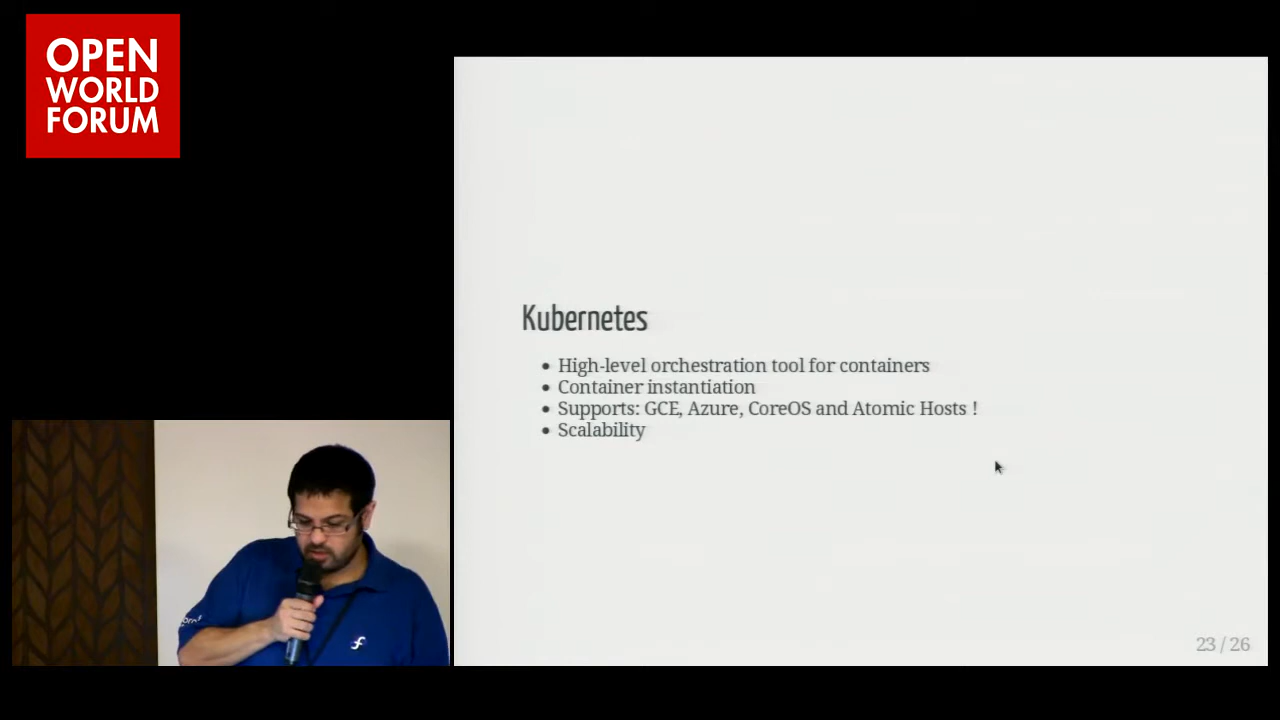 OPEN
WORLD
FORUM
Kubernetes
• High-level orchestration tool for containers
• Container instantiation
• Supports: GCE, Azure, CoreOS and Atomic Hosts !
• Scalability
23 / 26